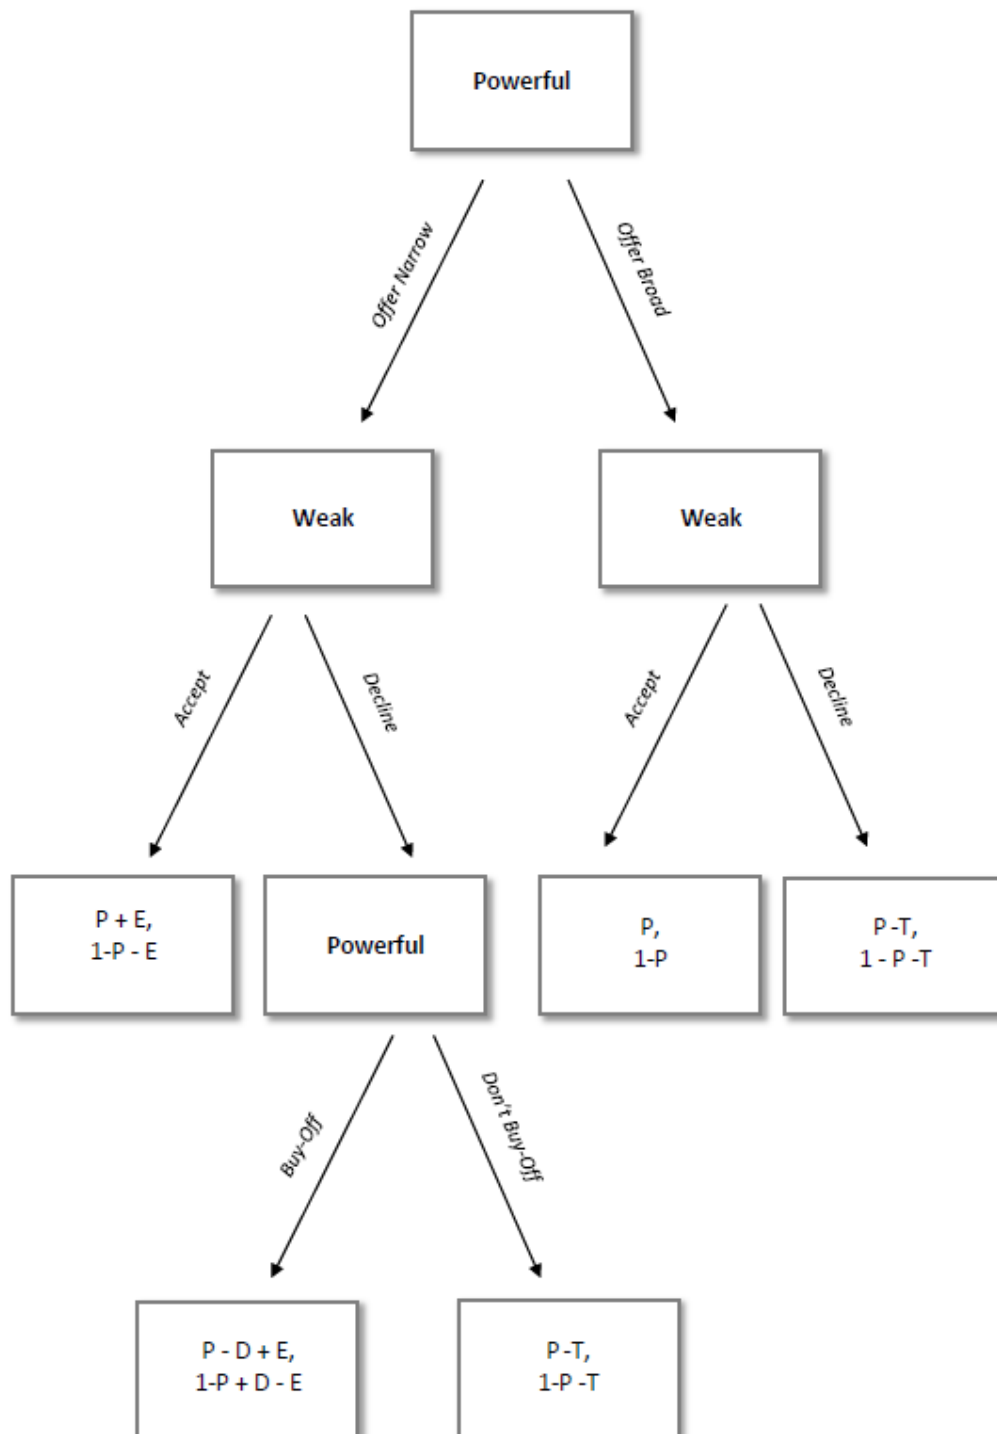 Powerful
Offer Narrow
Offer Broad
Weak
Weak
Accept
Decline
Accept
Decline
P + E,
1-P - E
Powerful
P,
1-P
P -T,
1 - P -T
Buy-Off
Don't Buy-Off
P - D + E,
1-P + D - E
P -T,
1-P -T